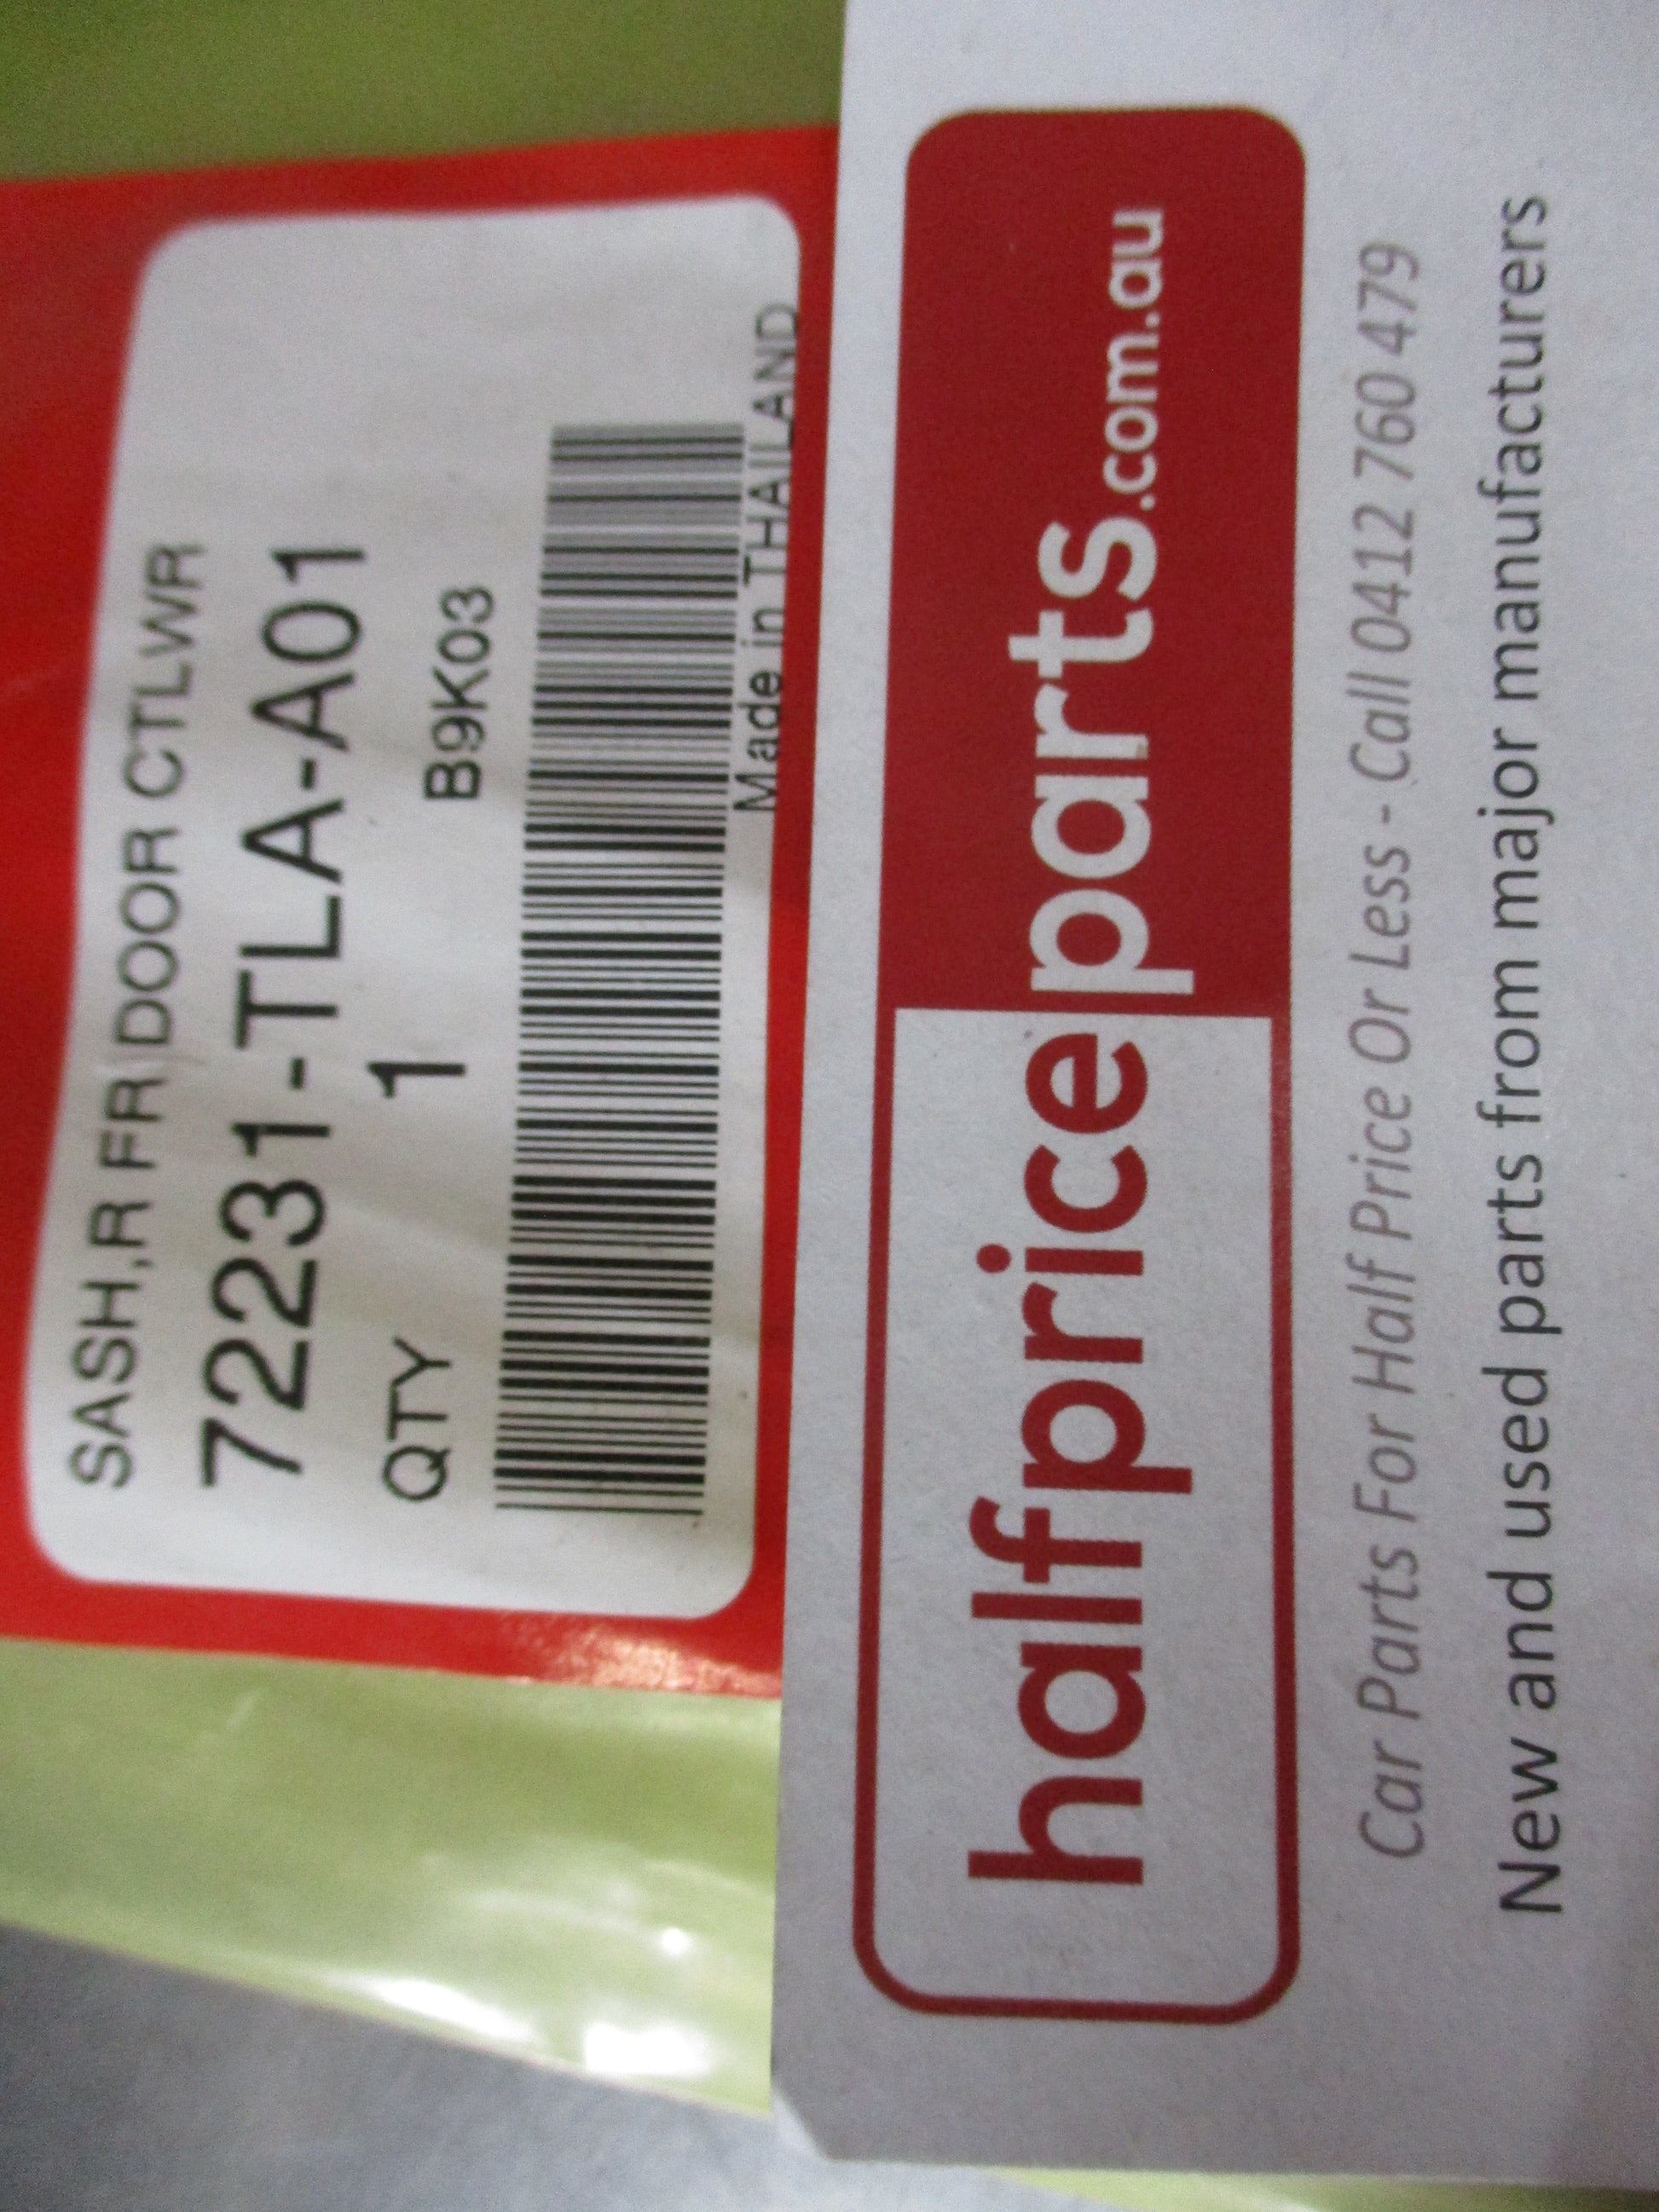 SASH,R FR DOOR CTLWR
72231-TLA-A01
QTY 1 B9K03
Made in THAILAND
halfpriceparts.com.au
Car Parts For Half Price Or Less - Call 0412 760 479
New and used parts from major manufacturers